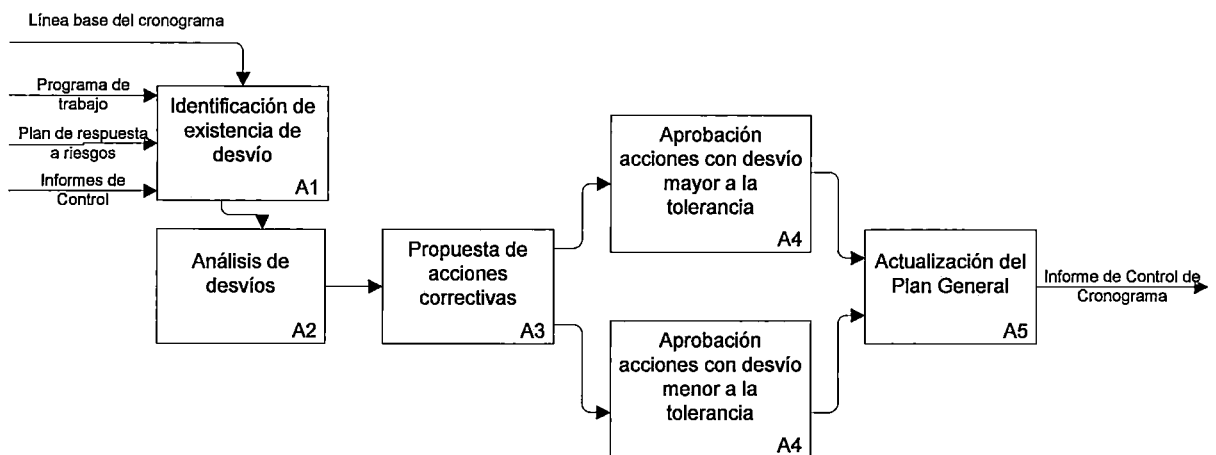 Línea base del cronograma
Programa de
trabajo
Plan de respuesta
a riesgos
Informes de
Control
Identificación de
existencia de
desvío
A1
Análisis de
desvíos
A2
Propuesta de
acciones
correctivas
A3
Aprobación
acciones con desvío
mayor a la
tolerancia
A4
Aprobación
acciones con desvío
menor a la
tolerancia
A4
Actualización del
Plan General
A5
Informe de Control de
Cronograma